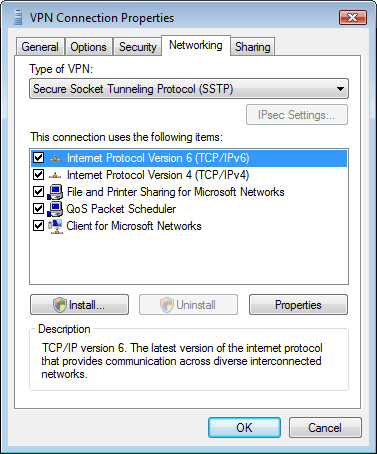 VPN Connection Properties
General Options Security Networking Sharing
Type of VPN:
Secure Socket Tunneling Protocol (SSTP)
IPsec Settings...
This connection uses the following items:
Internet Protocol Version 6 (TCP/IPv6)
Internet Protocol Version 4 (TCP/IPv4)
File and Printer Sharing for Microsoft Networks
QoS Packet Scheduler
Client for Microsoft Networks
Install... Uninstall Properties
Description
TCP/IP version 6. The latest version of the internet protocol
that provides communication across diverse interconnected
networks.
OK Cancel